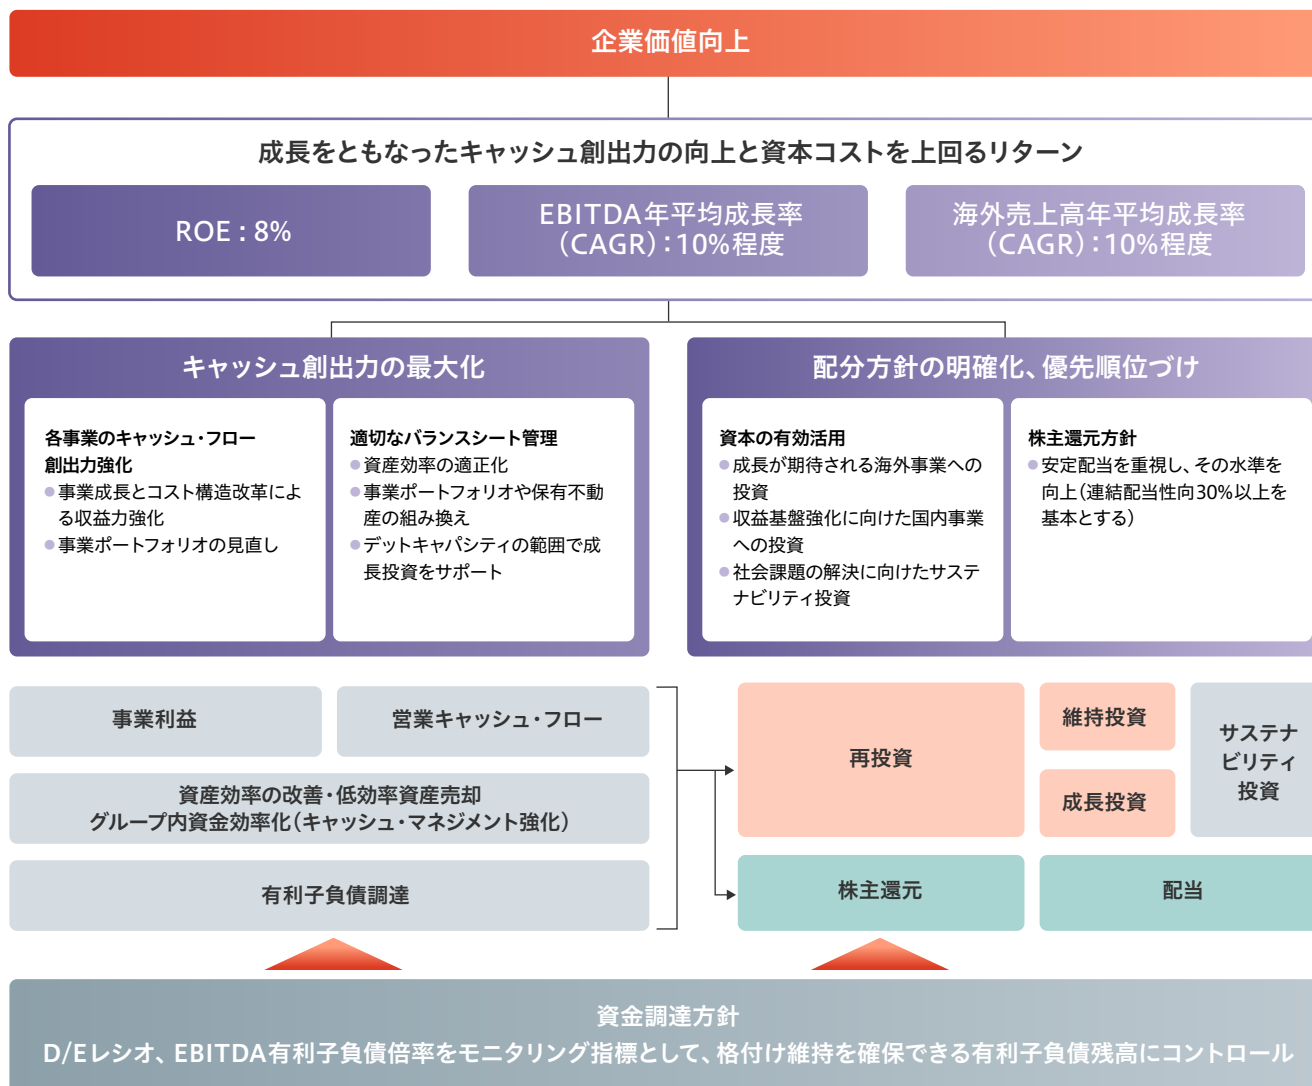 企業価値向上
成長をともなったキャッシュ創出力の向上と資本コストを上回るリターン
ROE：8%
EBITDA年平均成長率
（CAGR）：10%程度
海外売上高年平均成長率
（CAGR）：10%程度
キャッシュ創出力の最大化
各事業のキャッシュ・フロー
創出力強化
●事業成長とコスト構造改革によ
る収益力強化
●事業ポートフォリオの見直し
適切なバランスシート管理
●資産効率の適正化
●事業ポートフォリオや保有不動
産の組み換え
●デットキャパシティの範囲で成
長投資をサポート
配分方針の明確化、優先順位づけ
資本の有効活用
●成長が期待される海外事業への
投資
●収益基盤強化に向けた国内事業
への投資
●社会課題の解決に向けたサステ
ナビリティ投資
株主還元方針
●安定配当を重視し、その水準を
向上（連結配当性向30%以上を
基本とする）
事業利益
営業キャッシュ・フロー
資産効率の改善・低効率資産売却
グループ内資金効率化（キャッシュ・マネジメント強化）
有利子負債調達
再投資
維持投資
成長投資
サステナ
ビリティ
投資
株主還元
配当
資金調達方針
D/Eレシオ、EBITDA有利子負債倍率をモニタリング指標として、格付け維持を確保できる有利子負債残高にコントロール